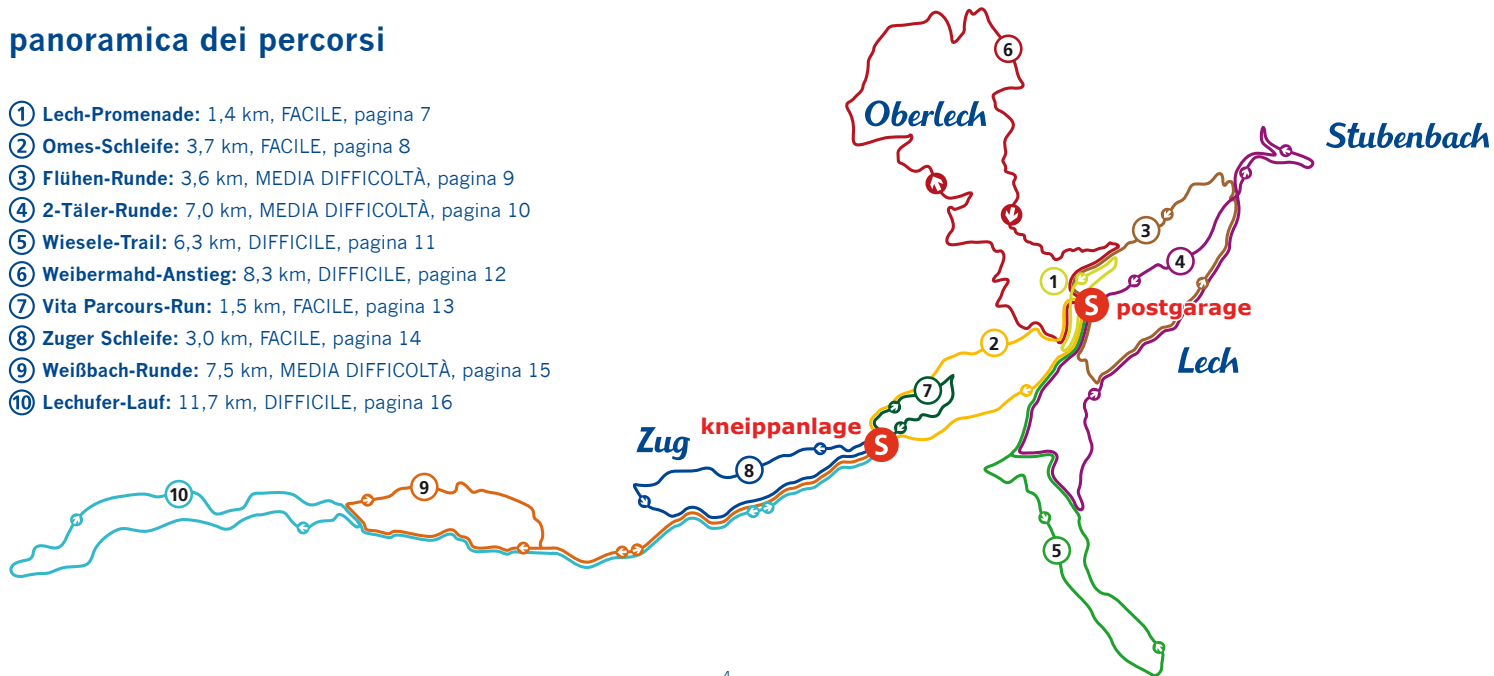 panoramica dei percorsi
1 Lech-Promenade: 1,4 km, FACILE, pagina 7
2 Omes-Schleife: 3,7 km, FACILE, pagina 8
3 Flühen-Runde: 3,6 km, MEDIA DIFFICOLTÀ, pagina 9
4 2-Täler-Runde: 7,0 km, MEDIA DIFFICOLTÀ, pagina 10
5 Wiesele-Trail: 6,3 km, DIFFICILE, pagina 11
6 Weibermahd-Anstieg: 8,3 km, DIFFICILE, pagina 12
7 Vita Parcours-Run: 1,5 km, FACILE, pagina 13
8 Zuger Schleife: 3,0 km, FACILE, pagina 14
9 Weißbach-Runde: 7,5 km, MEDIA DIFFICOLTÀ, pagina 15
10 Lechufer-Lauf: 11,7 km, DIFFICILE, pagina 16
6
Oberlech
Stubenbach
3
4
1
S postgarage
2
Lech
7
kneippanlage
Zug
S
8
9
10
5